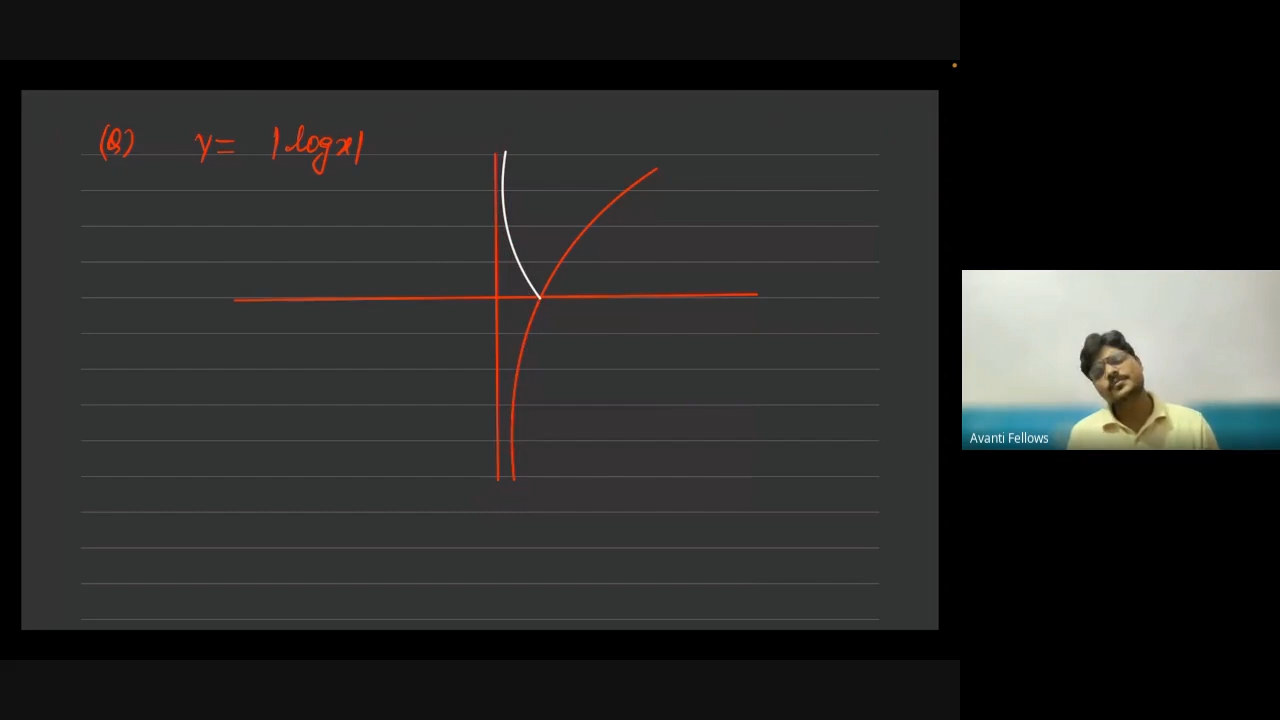 (Q) y = |log x|
Avanti Fellows